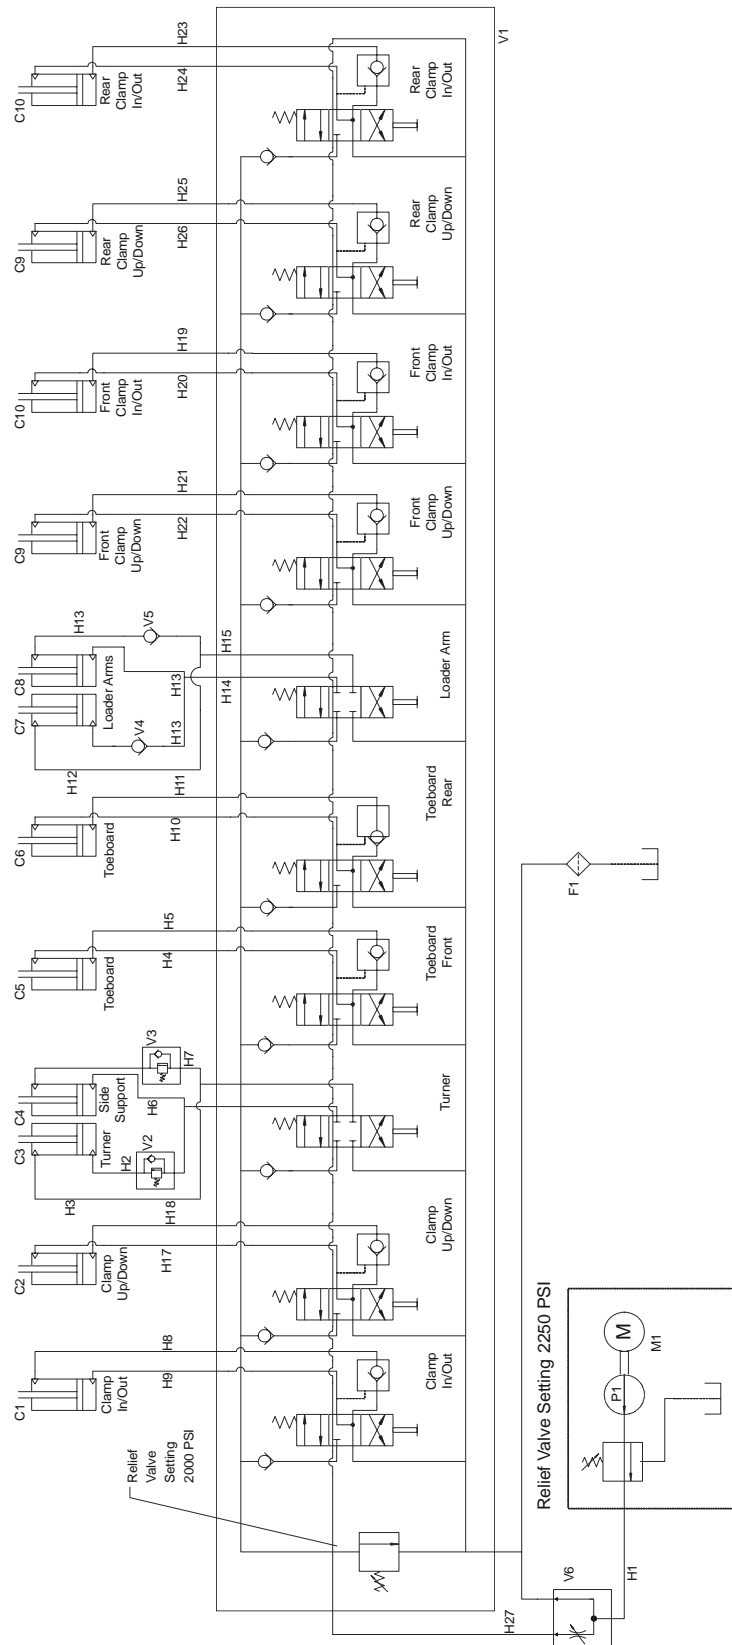 C10
Rear
Clamp
In/Out
H23
H24
Rear
Clamp
In/Out
V1
C9
Rear
Clamp
Up/Down
H25
H26
Rear
Clamp
Up/Down
C10
Front
Clamp
In/Out
H19
H20
Front
Clamp
In/Out
C9
Front
Clamp
Up/Down
H21
H22
Front
Clamp
Up/Down
C8
C7
Loader Arms
H13
V5
H13
V4
H13
H12
H15
H14
Loader Arm
C6
Toeboard
H11
H10
Toeboard
Rear
C5
Toeboard
H5
H4
Toeboard
Front
C4
C3
Side
Support
Turner
H6
V3
H7
H2
V2
H3
H18
Turner
C2
Clamp
Up/Down
H17
Clamp
Up/Down
C1
Clamp
In/Out
H8
H9
Clamp
In/Out
Relief
Valve
Setting
2000 PSI
F1
Relief Valve Setting 2250 PSI
M
M1
P1
V6
H1
H27